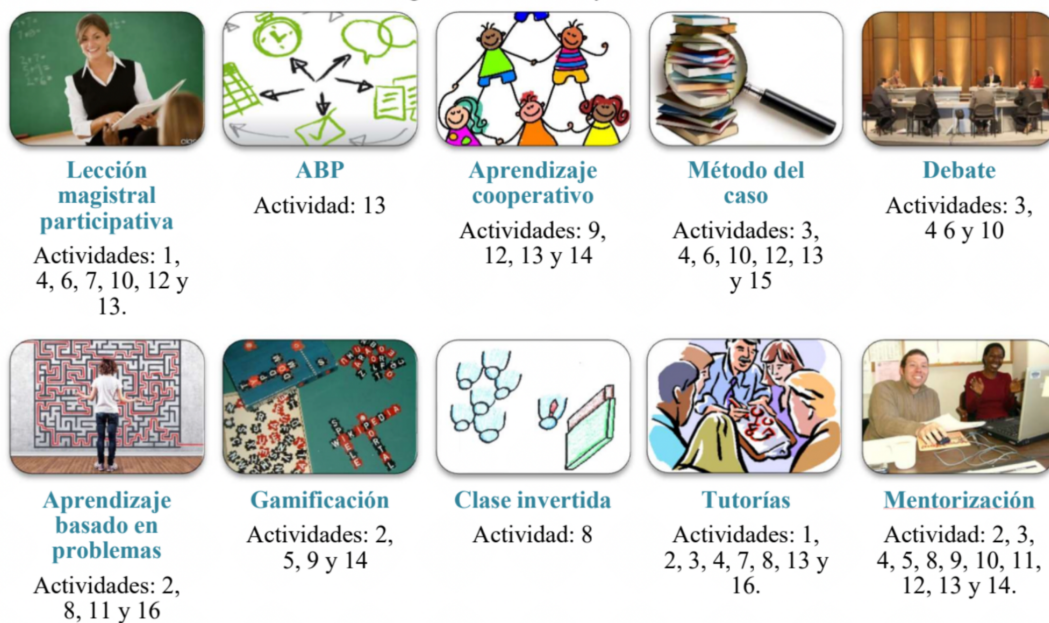 Lección
magistral
participativa
Actividades: 1,
4, 6, 7, 10, 12 y
13.
ABP
Actividad: 13
Aprendizaje
cooperativo
Actividades: 9,
12, 13 y 14
Método del
caso
Actividades: 3,
4, 6, 10, 12, 13
y 15
Debate
Actividades: 3,
4 6 y 10
Aprendizaje
basado en
problemas
Actividades: 2,
8, 11 y 16
Gamificación
Actividades: 2,
5, 9 y 14
Clase invertida
Actividad: 8
Tutorías
Actividades: 1,
2, 3, 4, 7, 8, 13 y
16.
Mentorización
Actividad: 2, 3,
4, 5, 8, 9, 10, 11,
12, 13 y 14.